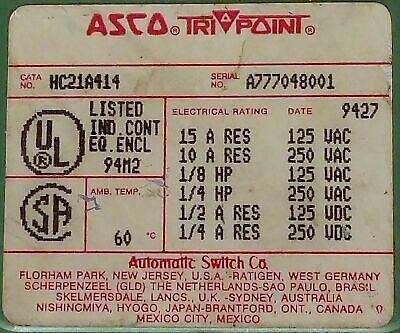 ASCO® TRI POINT®
CATA NO. HC21A414 SERIAL NO. A777048001
UL ® LISTED IND. CONT EQ. ENCL 94M2
ELECTRICAL RATING DATE 9427
15 A RES 125 VAC
10 A RES 250 VAC
1/8 HP 125 VAC
1/4 HP 250 VAC
1/2 A RES 125 VDC
1/4 A RES 250 VDC
SA
AMB. TEMP.
60 °C
Automatic Switch Co.
FLORHAM PARK, NEW JERSEY, U.S.A.-RATIGEN, WEST GERMANY
SCHERPENZEEL (GLD) THE NETHERLANDS-SAO PAULO, BRASIL
SKELMERSDALE, LANCS., U.K.-SYDNEY, AUSTRALIA
NISHINOMIYA, HYOGO, JAPAN-BRANTFORD, ONT., CANADA
MEXICO CITY, MEXICO